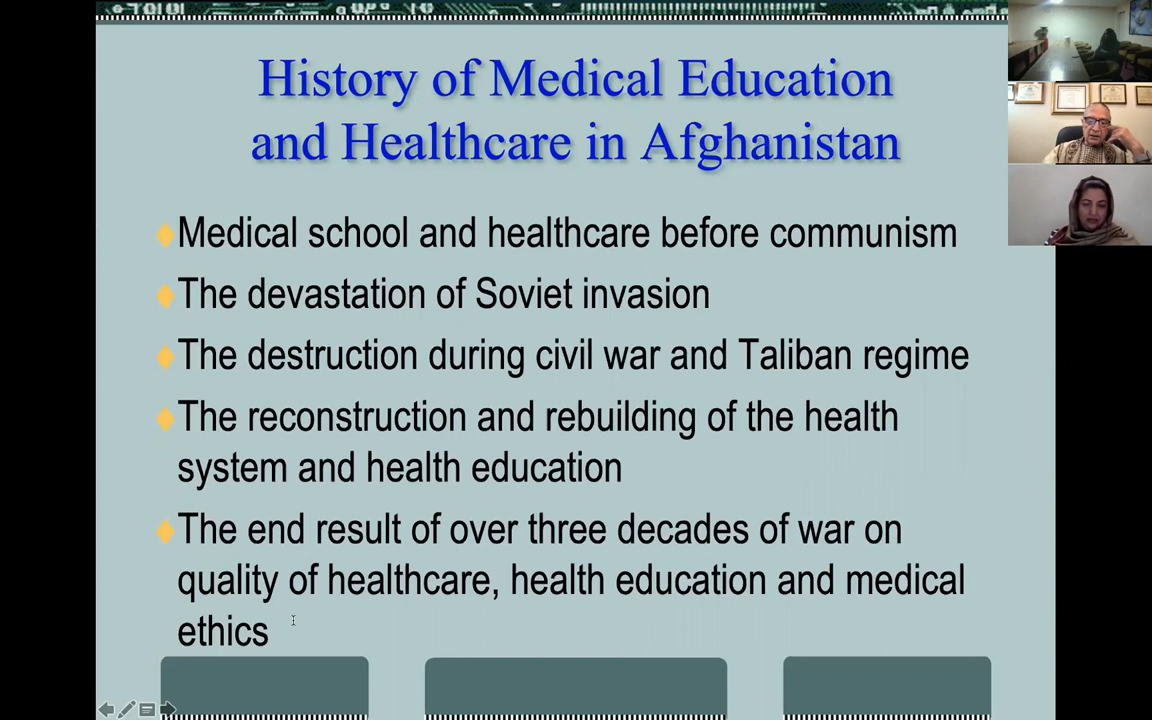 History of Medical Education
and Healthcare in Afghanistan
Medical school and healthcare before communism
The devastation of Soviet invasion
The destruction during civil war and Taliban regime
The reconstruction and rebuilding of the health
system and health education
The end result of over three decades of war on
quality of healthcare, health education and medical
ethics